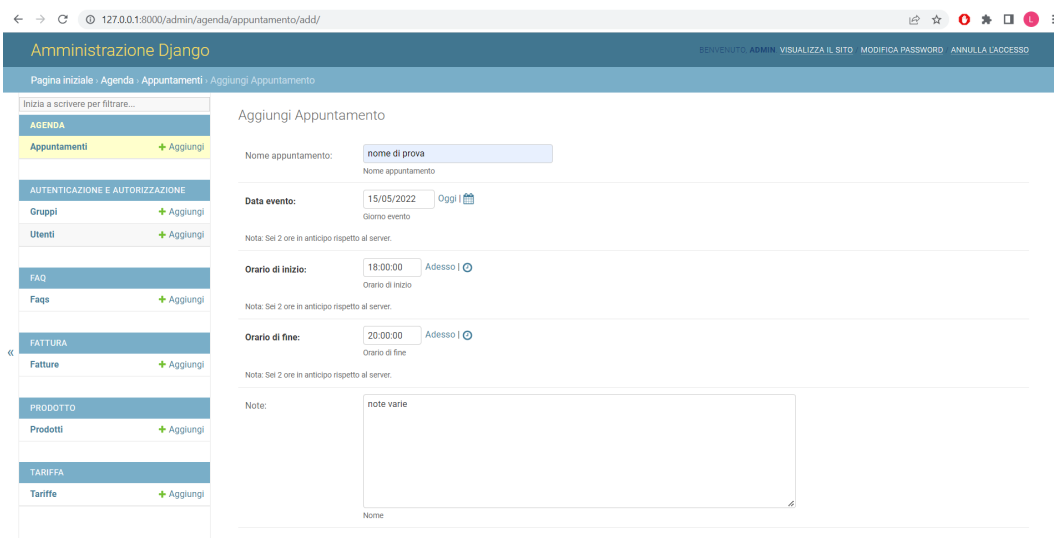 127.0.0.1:8000/admin/agenda/appuntamento/add/
L
Amministrazione Django
BENVENUTO, ADMIN. VISUALIZZA IL SITO / MODIFICA PASSWORD / ANNULLA L'ACCESSO
Pagina iniziale › Agenda › Appuntamenti › Aggiungi Appuntamento
Inizia a scrivere per filtrare...
AGENDA
Appuntamenti + Aggiungi
AUTENTICAZIONE E AUTORIZZAZIONE
Gruppi + Aggiungi
Utenti + Aggiungi
FAQ
Faqs + Aggiungi
FATTURA
Fatture + Aggiungi
PRODOTTO
Prodotti + Aggiungi
TARIFFA
Tariffe + Aggiungi
«
Aggiungi Appuntamento
Nome appuntamento: nome di prova
Nome appuntamento
Data evento: 15/05/2022 Oggi |
Giorno evento
Nota: Sei 2 ore in anticipo rispetto al server.
Orario di inizio: 18:00:00 Adesso |
Orario di inizio
Nota: Sei 2 ore in anticipo rispetto al server.
Orario di fine: 20:00:00 Adesso |
Orario di fine
Nota: Sei 2 ore in anticipo rispetto al server.
Note: note varie
Nome